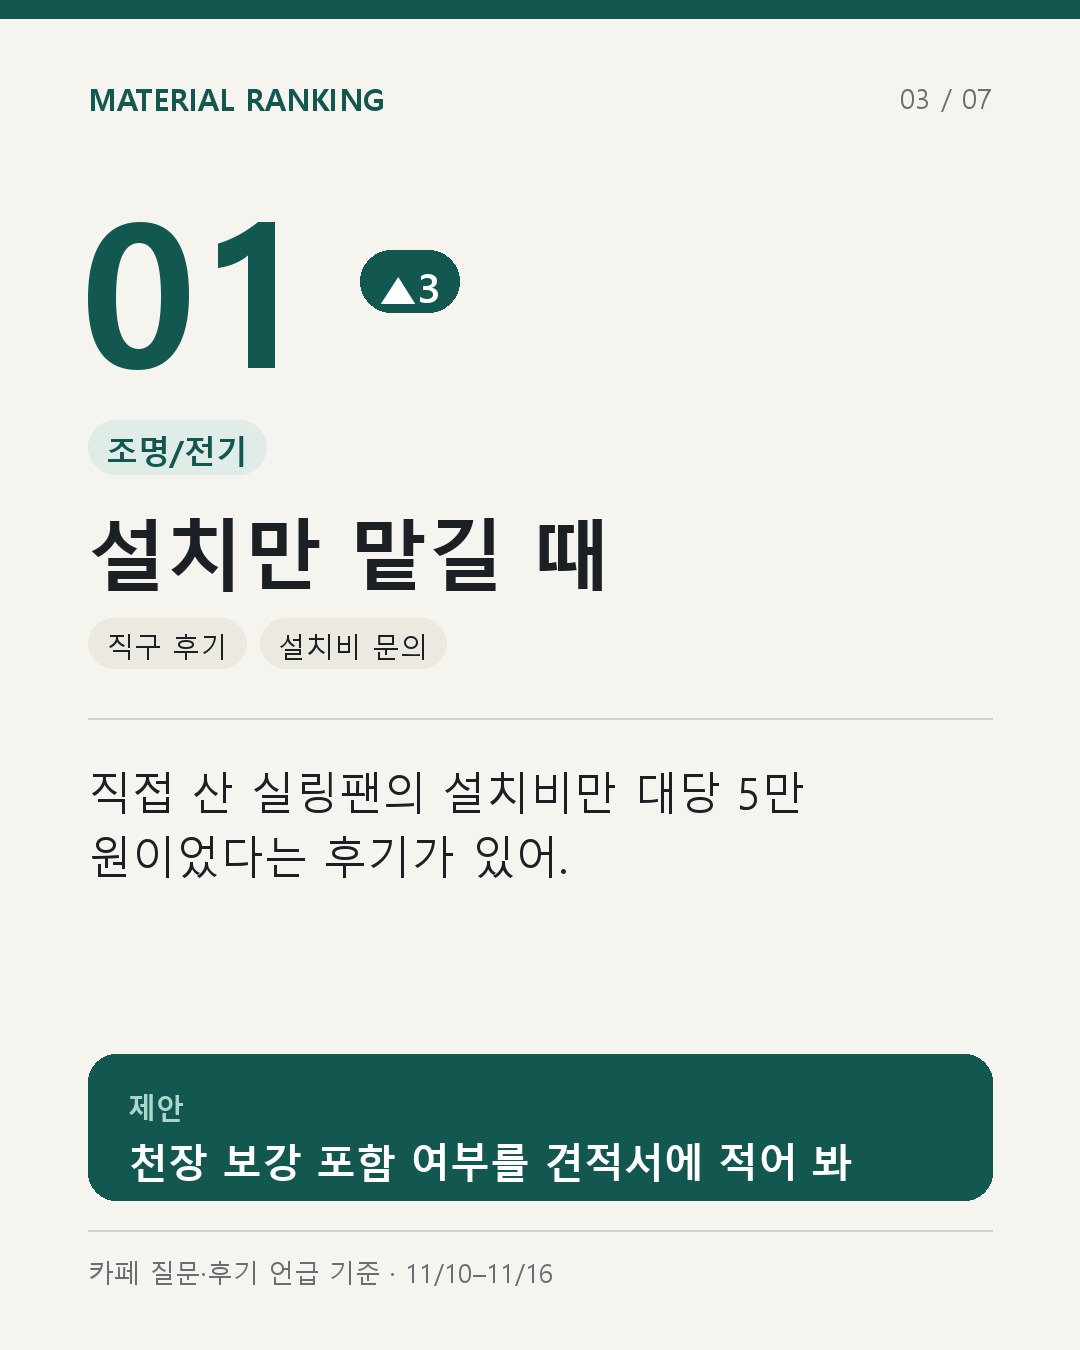 MATERIAL RANKING
03 / 07
01
▲3
조명/전기
설치만 맡길 때
직구 후기
설치비 문의
직접 산 실링팬의 설치비만 대당 5만
원이었다는 후기가 있어.
제안
천장 보강 포함 여부를 견적서에 적어 봐
카페 질문·후기 언급 기준 · 11/10–11/16